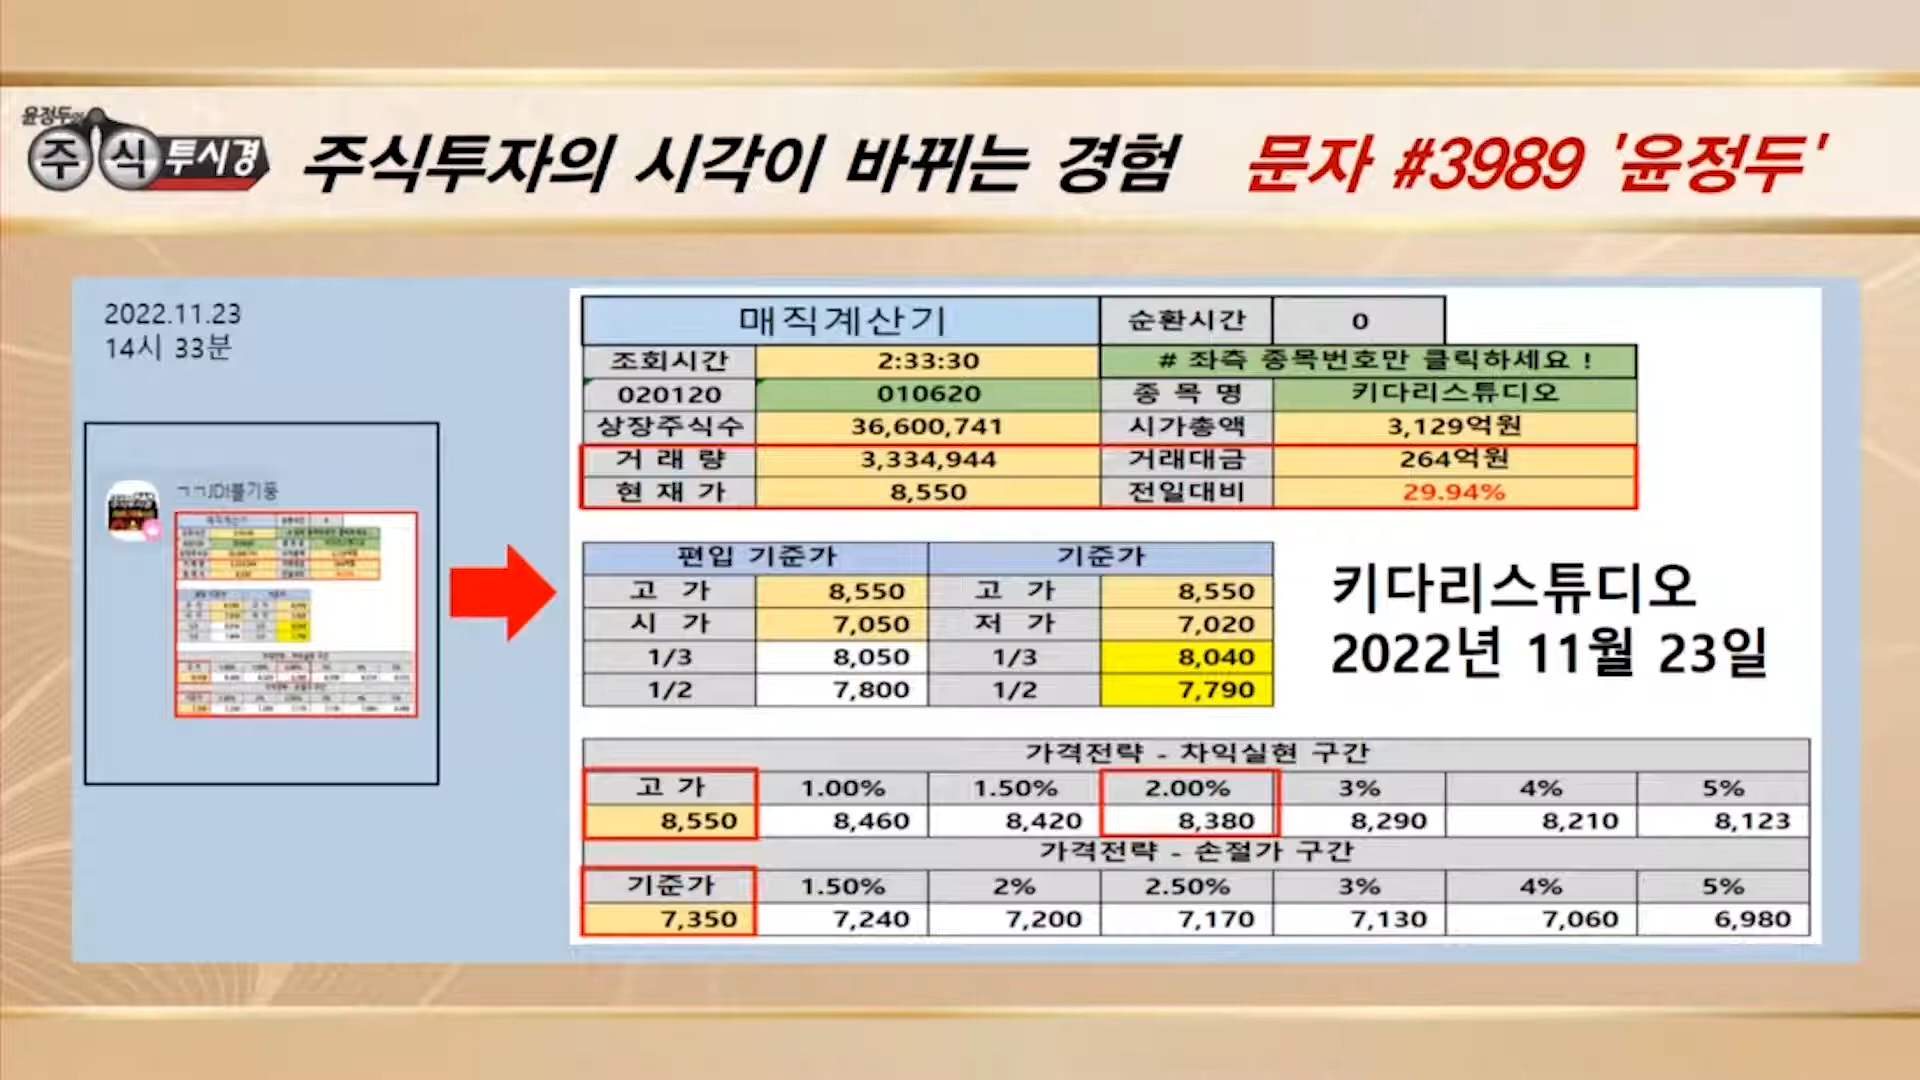 윤정두의
주식투시경
주식투자의 시각이 바뀌는 경험 문자 #3989 '윤정두'
2022.11.23
14시 33분
ㄱㄱJD불기둥
매직계산기 순환시간 0
조회시간 2:33:30 # 좌측 종목번호만 클릭하세요 !
020120 010620 종 목 명 키다리스튜디오
상장주식수 36,600,741 시가총액 3,129억원
거 래 량 3,334,944 거래대금 264억원
현 재 가 8,550 전일대비 29.94%
편입 기준가 기준가
고 가 8,550 고 가 8,550
시 가 7,050 저 가 7,020
1/3 8,050 1/3 8,040
1/2 7,800 1/2 7,790
키다리스튜디오
2022년 11월 23일
가격전략 - 차익실현 구간
고 가 1.00% 1.50% 2.00% 3% 4% 5%
8,550 8,460 8,420 8,380 8,290 8,210 8,123
가격전략 - 손절가 구간
기준가 1.50% 2% 2.50% 3% 4% 5%
7,350 7,240 7,200 7,170 7,130 7,060 6,980